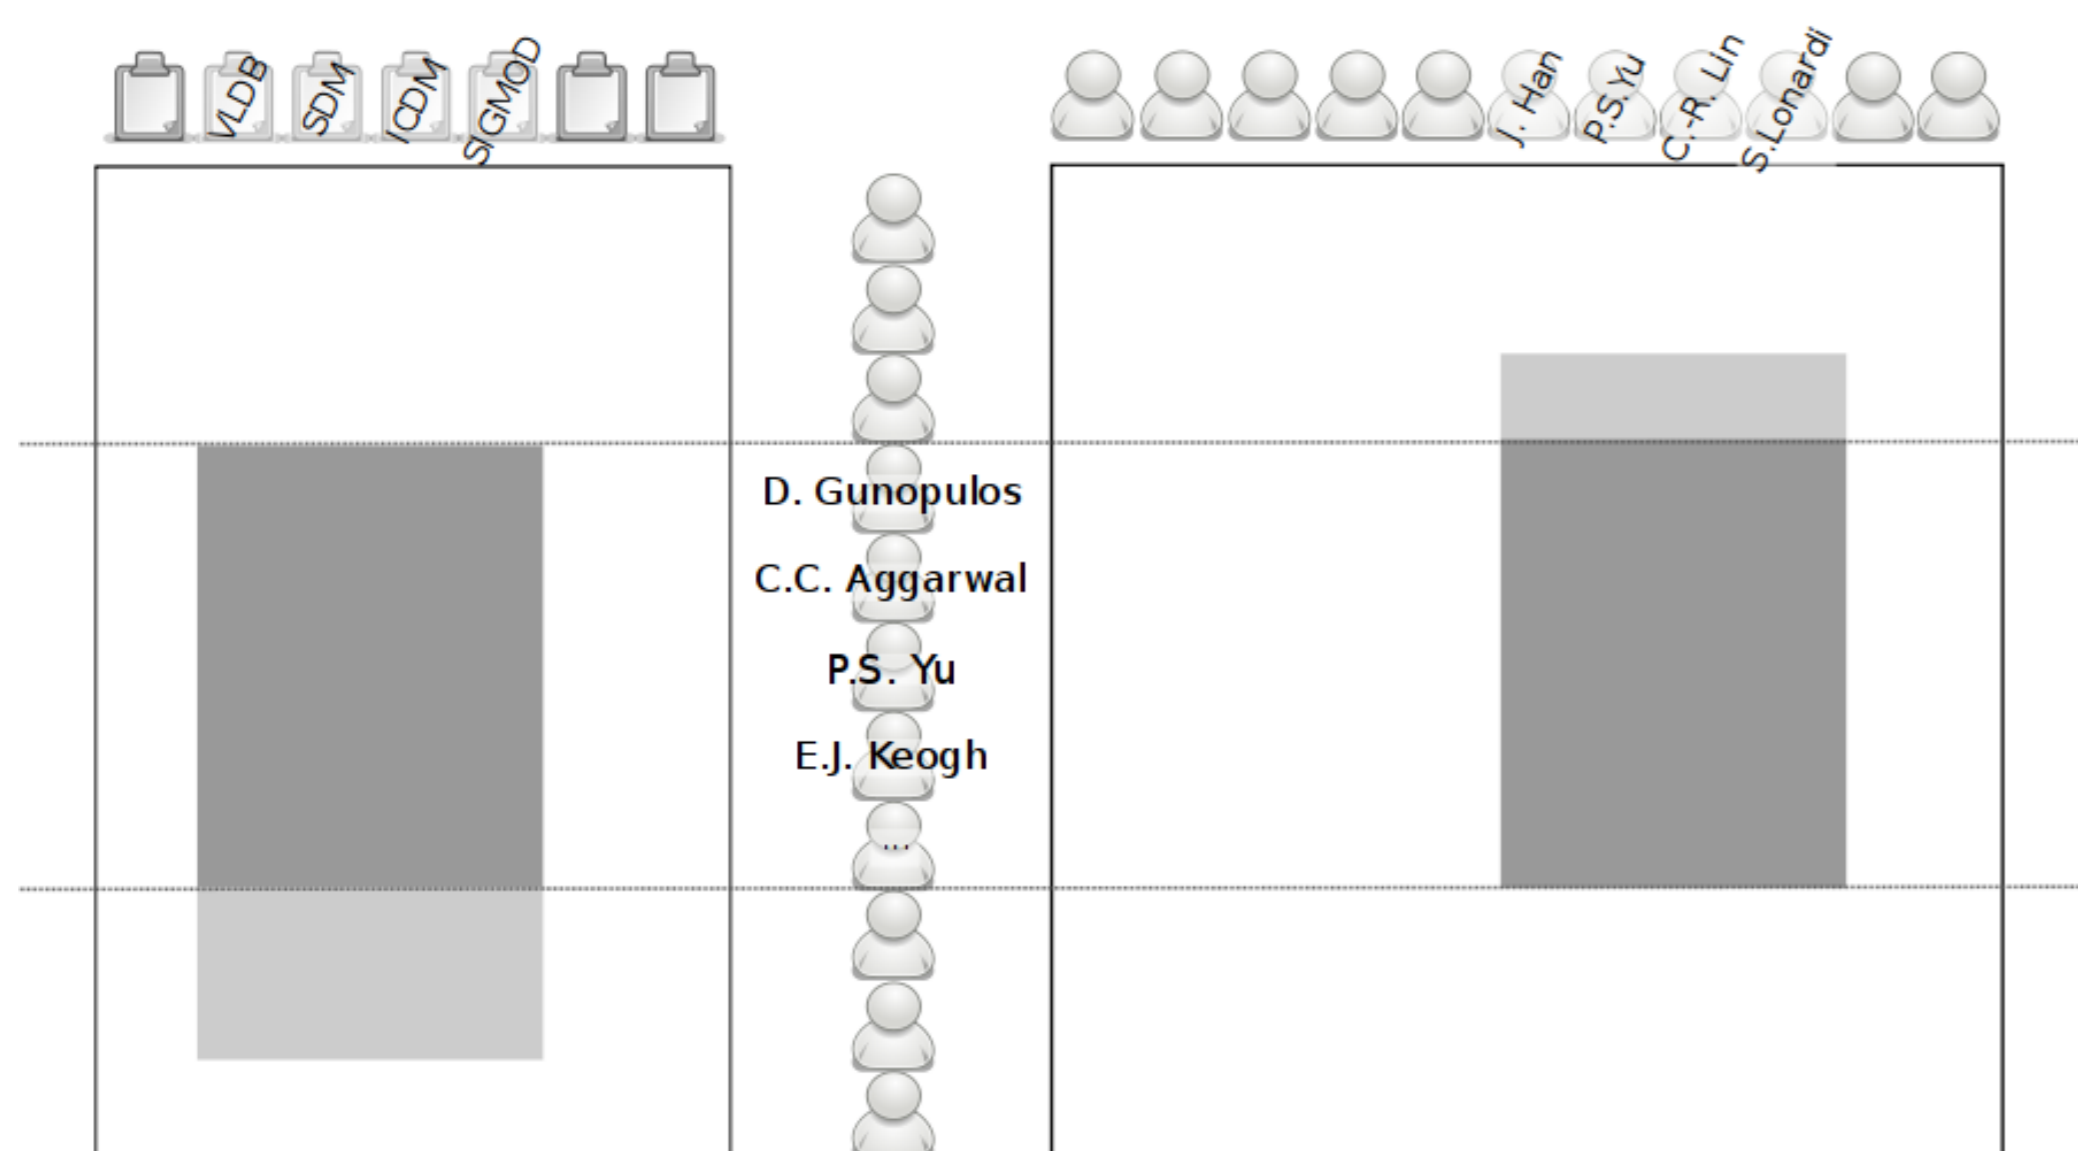 VLDB
SDM
ICDM
SIGMOD
J. Han
P.S.Yu
C.-R. Lin
S.Lonardi
D. Gunopulos
C.C. Aggarwal
P.S. Yu
E.J. Keogh
...